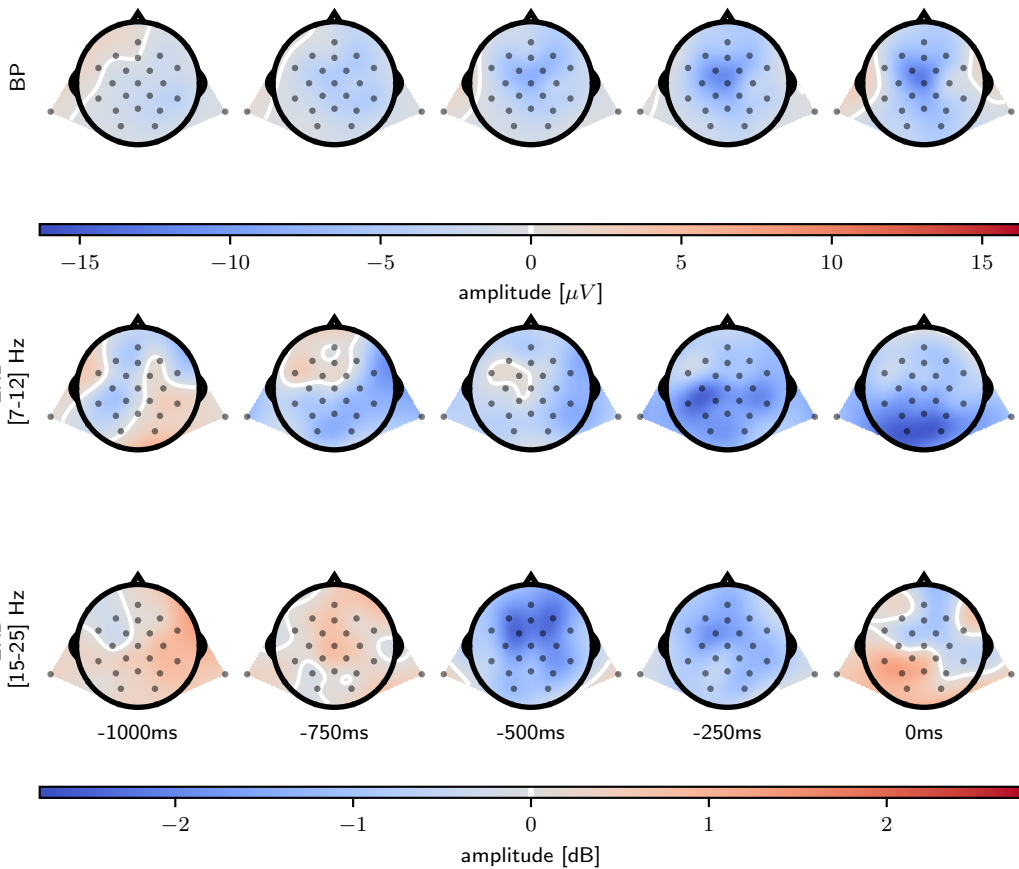 BP
−15 −10 −5 0 5 10 15
amplitude [μV]
[7-12] Hz
[15-25] Hz
-1000ms -750ms -500ms -250ms 0ms
−2 −1 0 1 2
amplitude [dB]